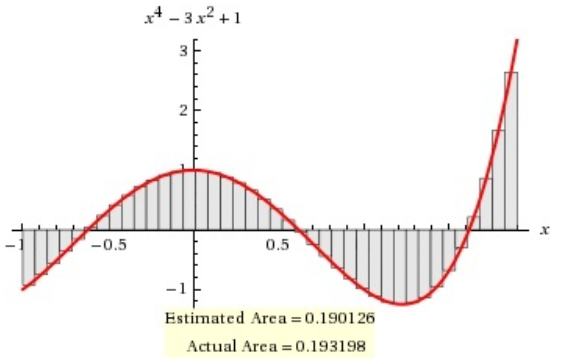 x⁴ − 3 x² + 1
3
2
1
−1
−0.5
0.5
x
−1
Estimated Area = 0.190126
Actual Area = 0.193198